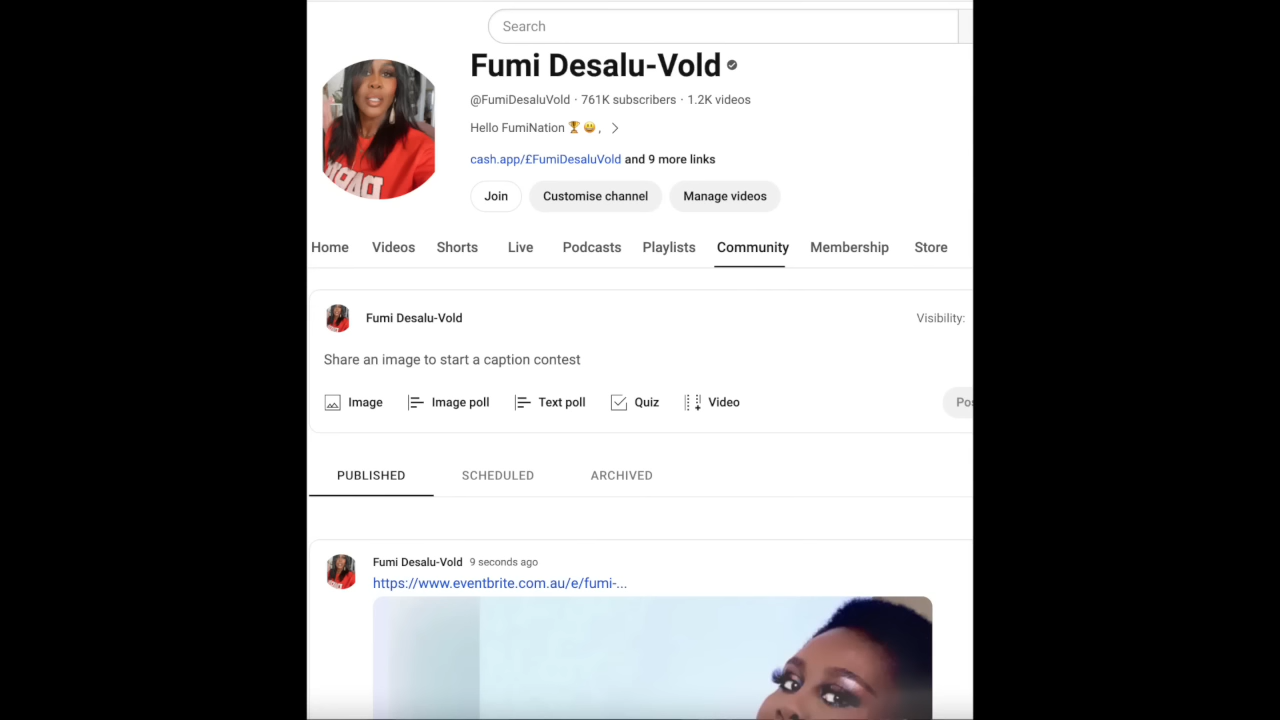 Search
Fumi Desalu-Vold
@FumiDesaluVold · 761K subscribers · 1.2K videos
Hello FumiNation 🏆 😃 ,
cash.app/£FumiDesaluVold and 9 more links
Join Customise channel Manage videos
Home Videos Shorts Live Podcasts Playlists Community Membership Store
Fumi Desalu-Vold Visibility:
Share an image to start a caption contest
Image Image poll Text poll Quiz Video
PUBLISHED SCHEDULED ARCHIVED
Fumi Desalu-Vold 9 seconds ago
https://www.eventbrite.com.au/e/fumi-...